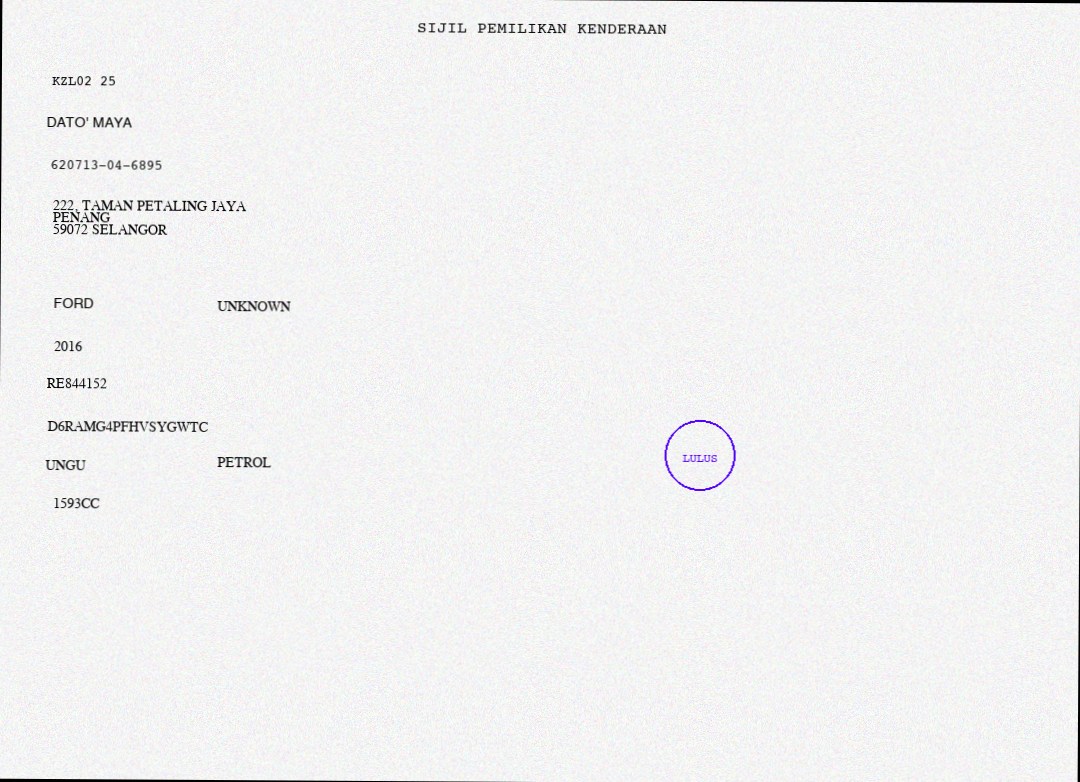 SIJIL PEMILIKAN KENDERAAN
KZL02 25
DATO' MAYA
620713-04-6895
222, TAMAN PETALING JAYA
PENANG
59072 SELANGOR
FORD UNKNOWN
2016
RE844152
D6RAMG4PFHVSYGWTC
UNGU PETROL
LULUS
1593CC